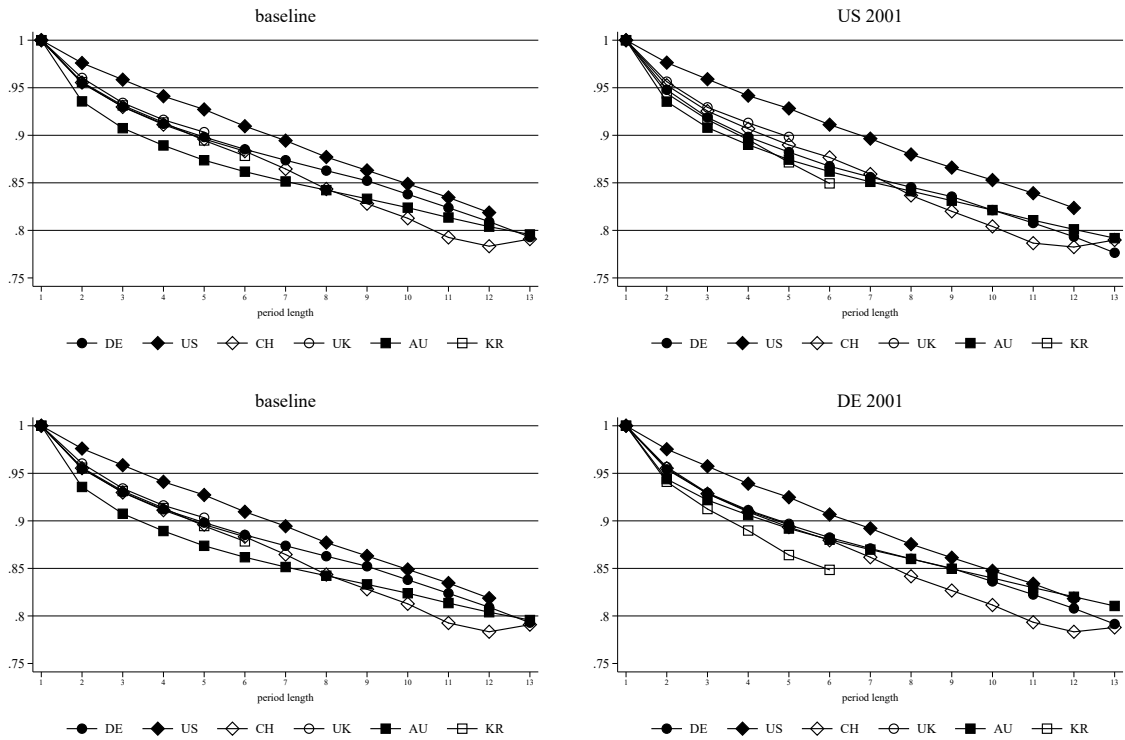 baseline
1
.95
.9
.85
.8
.75
1 2 3 4 5 6 7 8 9 10 11 12 13
period length
DE US CH UK AU KR
US 2001
1
.95
.9
.85
.8
.75
1 2 3 4 5 6 7 8 9 10 11 12 13
period length
DE US CH UK AU KR
baseline
1
.95
.9
.85
.8
.75
1 2 3 4 5 6 7 8 9 10 11 12 13
period length
DE US CH UK AU KR
DE 2001
1
.95
.9
.85
.8
.75
1 2 3 4 5 6 7 8 9 10 11 12 13
period length
DE US CH UK AU KR